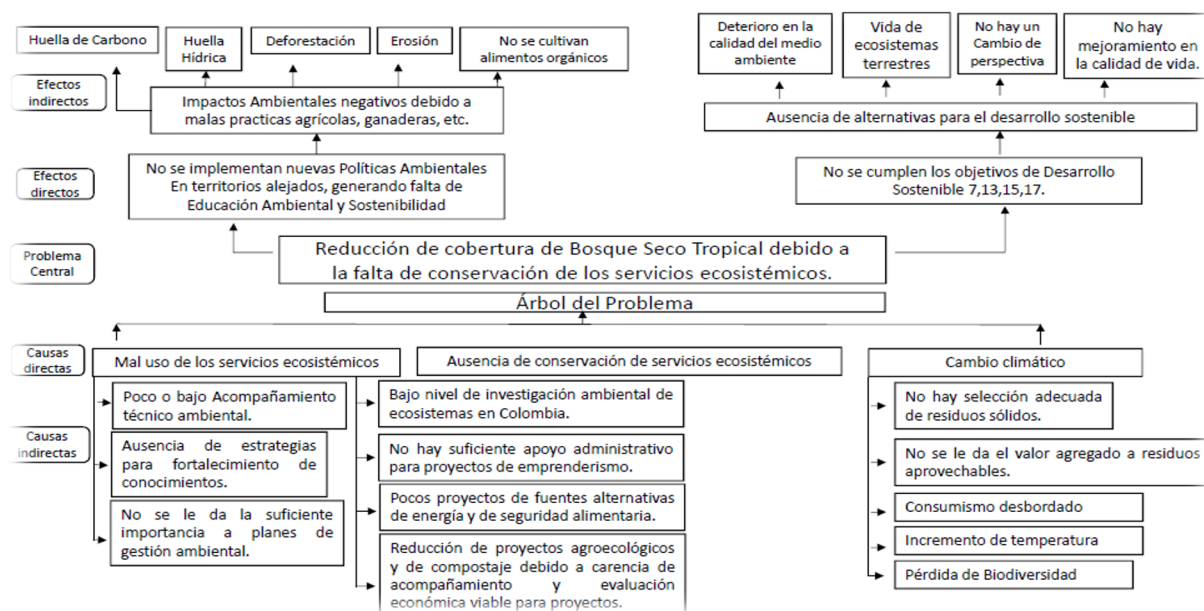 Huella de Carbono
Huella
Hídrica
Deforestación
Erosión
No se cultivan
alimentos orgánicos
Deterioro en la
calidad del medio
ambiente
Vida de
ecosistemas
terrestres
No hay un
Cambio de
perspectiva
No hay
mejoramiento en
la calidad de vida.
Efectos
indirectos
Impactos Ambientales negativos debido a
malas practicas agrícolas, ganaderas, etc.
Ausencia de alternativas para el desarrollo sostenible
Efectos
directos
No se implementan nuevas Políticas Ambientales
En territorios alejados, generando falta de
Educación Ambiental y Sostenibilidad
No se cumplen los objetivos de Desarrollo
Sostenible 7,13,15,17.
Problema
Central
Reducción de cobertura de Bosque Seco Tropical debido a
la falta de conservación de los servicios ecosistémicos.
Árbol del Problema
Causas
directas
Mal uso de los servicios ecosistémicos
Ausencia de conservación de servicios ecosistémicos
Cambio climático
Causas
indirectas
Poco o bajo Acompañamiento
técnico ambiental.
Ausencia de estrategias
para fortalecimiento de
conocimientos.
No se le da la suficiente
importancia a planes de
gestión ambiental.
Bajo nivel de investigación ambiental de
ecosistemas en Colombia.
No hay suficiente apoyo administrativo
para proyectos de emprenderismo.
Pocos proyectos de fuentes alternativas
de energía y de seguridad alimentaria.
Reducción de proyectos agroecológicos
y de compostaje debido a carencia de
acompañamiento y evaluación
económica viable para proyectos.
No hay selección adecuada
de residuos sólidos.
No se le da el valor agregado a residuos
aprovechables.
Consumismo desbordado
Incremento de temperatura
Pérdida de Biodiversidad